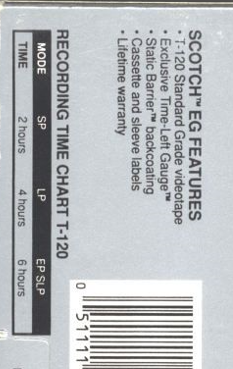 SCOTCH™ EG FEATURES
• T-120 Standard Grade videotape
• Exclusive Time-Left Gauge™
• Static Barrier™ backcoating
• Cassette and sleeve labels
• Lifetime warranty
RECORDING TIME CHART T-120
MODE SP LP EP SLP
TIME 2 hours 4 hours 6 hours
0 51111